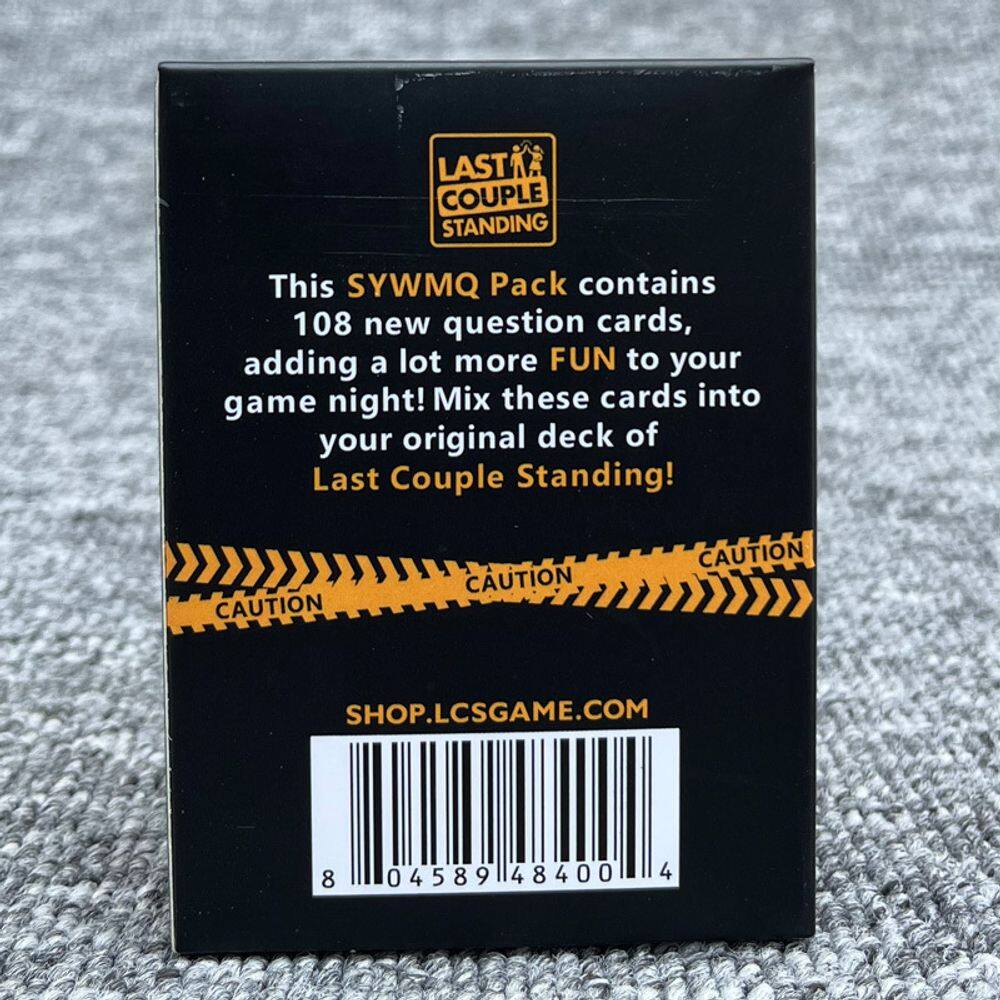 LAST
COUPLE
STANDING
This SYWMQ Pack contains
108 new question cards,
adding a lot more FUN to your
game night! Mix these cards into
your original deck of
Last Couple Standing!
CAUTION CAUTION CAUTION
SHOP.LCSGAME.COM
8 04589 48400 4